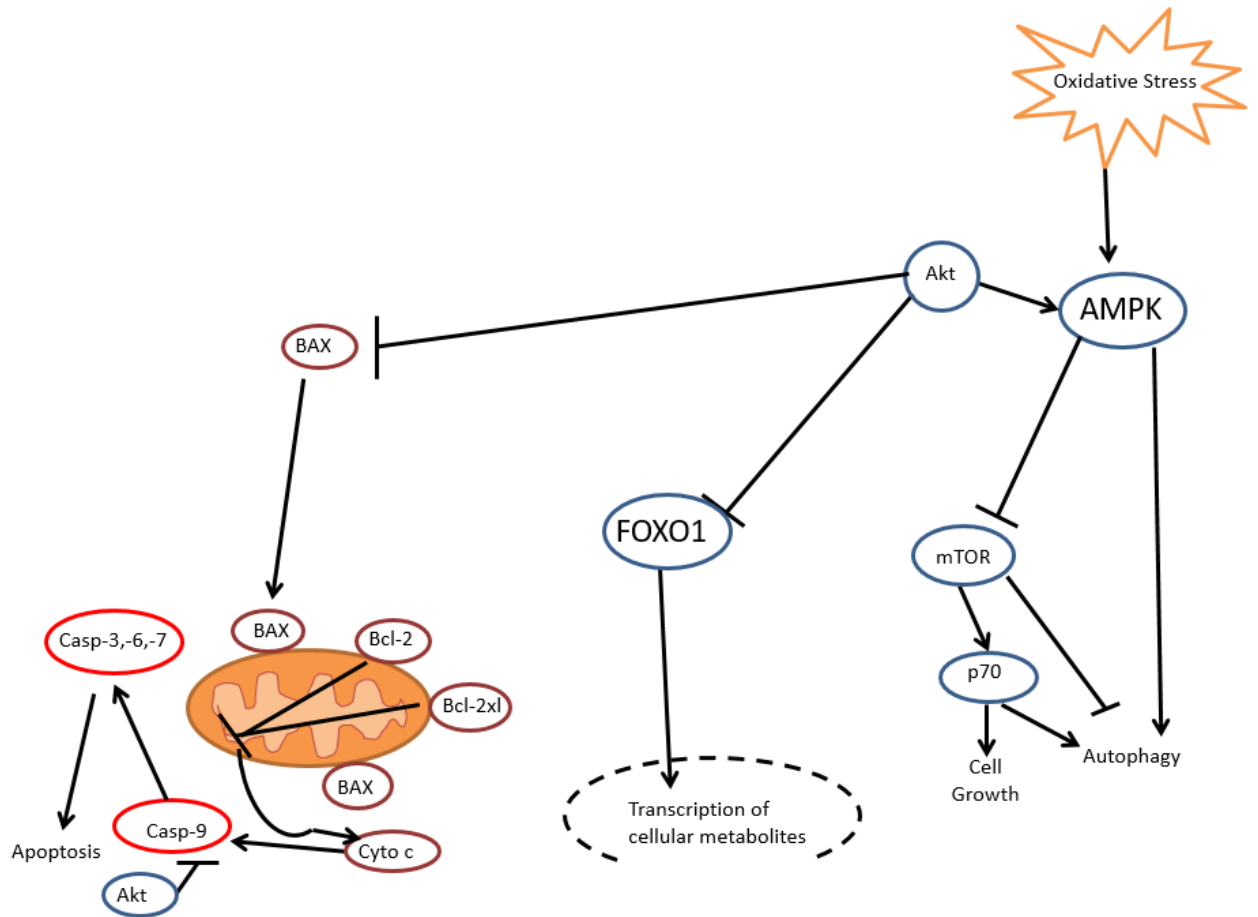 Oxidative Stress
Akt
AMPK
BAX
FOXO1
mTOR
p70
Cell
Growth
Autophagy
Casp-3,-6,-7
BAX
Bcl-2
Bcl-2xl
BAX
Casp-9
Cyto c
Apoptosis
Akt
Transcription of
cellular metabolites